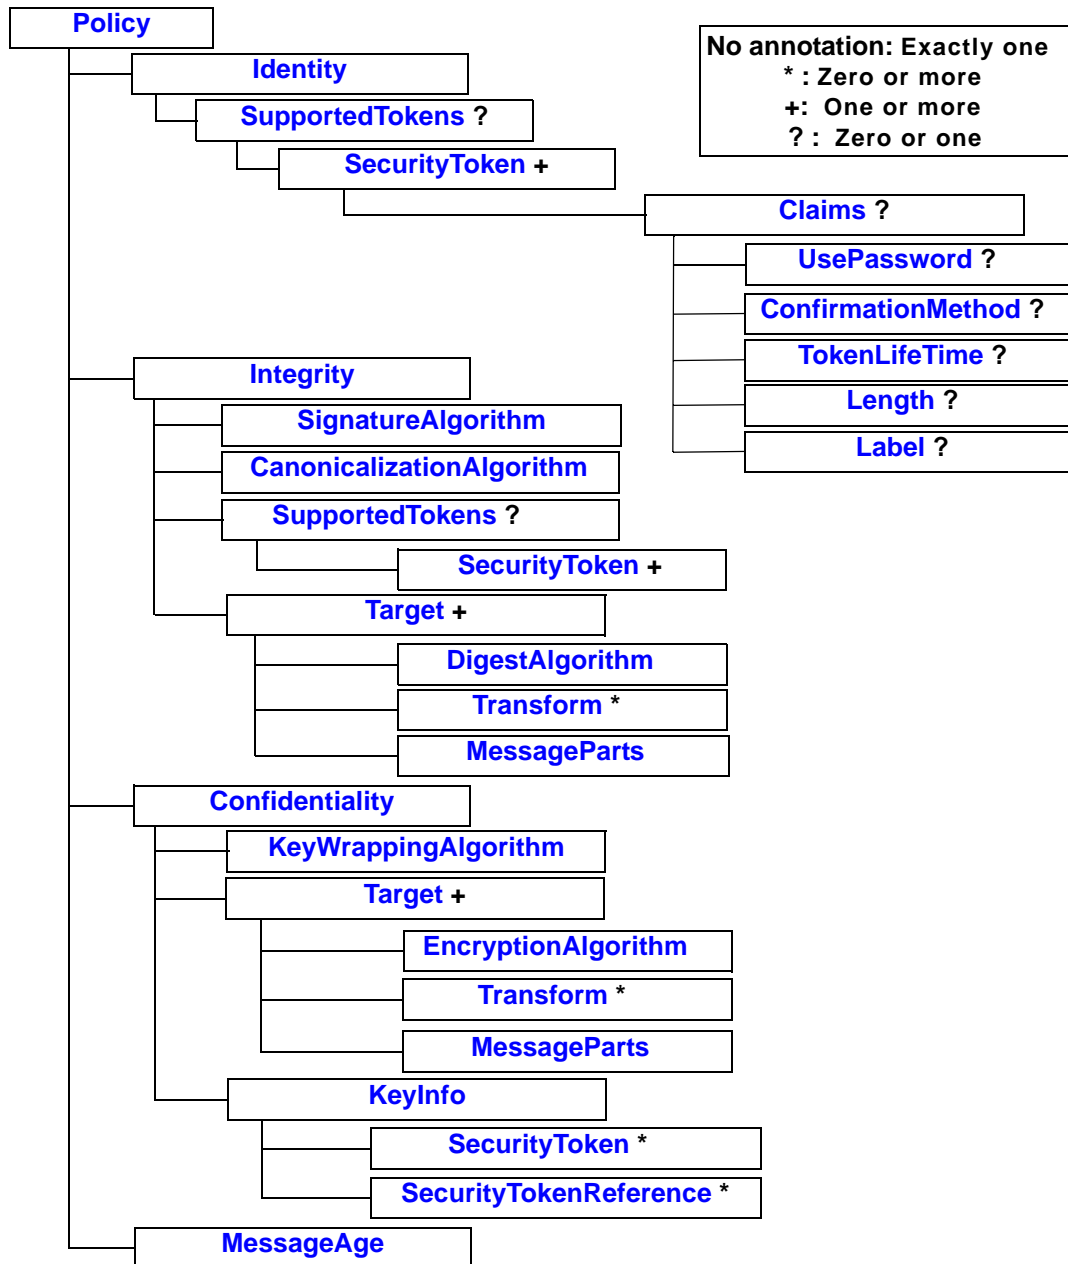 Policy
No annotation: Exactly one
* : Zero or more
+: One or more
? : Zero or one
Identity
SupportedTokens ?
SecurityToken +
Claims ?
UsePassword ?
ConfirmationMethod ?
TokenLifeTime ?
Length ?
Label ?
Integrity
SignatureAlgorithm
CanonicalizationAlgorithm
SupportedTokens ?
SecurityToken +
Target +
DigestAlgorithm
Transform *
MessageParts
Confidentiality
KeyWrappingAlgorithm
Target +
EncryptionAlgorithm
Transform *
MessageParts
KeyInfo
SecurityToken *
SecurityTokenReference *
MessageAge